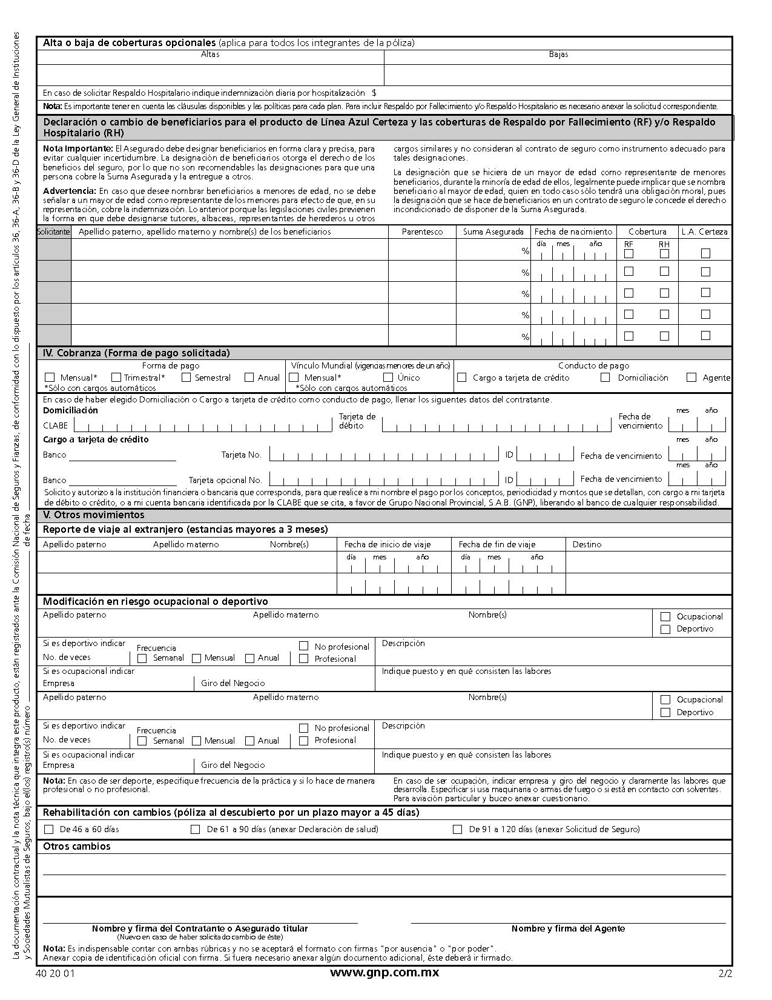 Alta o baja de coberturas opcionales (aplica para todos los integrantes de la póliza)
Altas Bajas
En caso de solicitar Respaldo Hospitalario indique indemnización diaria por hospitalización $
Nota: Es importante tener en cuenta las cláusulas disponibles y las políticas para cada plan. Para incluir Respaldo por Fallecimiento y/o Respaldo Hospitalario es necesario anexar la solicitud correspondiente.
Declaración o cambio de beneficiarios para el producto de Línea Azul Certeza y las coberturas de Respaldo por Fallecimiento (RF) y/o Respaldo
Hospitalario (RH)
Nota Importante: El Asegurado debe designar beneficiarios en forma clara y precisa, para
evitar cualquier incertidumbre. La designación de beneficiarios otorga el derecho de los
beneficios del seguro, por lo que no son recomendables las designaciones para que una
persona cobre la Suma Asegurada y la entregue a otros.
Advertencia: En caso que desee nombrar beneficiarios a menores de edad, no se debe
señalar a un mayor de edad como representante de los menores para efecto de que, en su
representación, cobre la indemnización. Lo anterior porque las legislaciones civiles previenen
la forma en que debe designarse tutores, albaceas, representantes de herederos u otros
cargos similares y no consideran al contrato de seguro como instrumento adecuado para
tales designaciones.
La designación que se hiciera de un mayor de edad como representante de menores
beneficiarios, durante la minoría de edad de ellos, legalmente puede implicar que se nombra
beneficiario al mayor de edad, quien en todo caso sólo tendrá una obligación moral, pues
la designación que se hace de beneficiarios en un contrato de seguro le concede el derecho
incondicionado de disponer de la Suma Asegurada.
Solicitante Apellido paterno, apellido materno y nombre(s) de los beneficiarios Parentesco Suma Asegurada Fecha de nacimiento Cobertura L.A. Certeza
día mes año RF RH
%
%
%
%
%
IV. Cobranza (Forma de pago solicitada)
Forma de pago Vínculo Mundial (vigencias menores de un año) Conducto de pago
Mensual* Trimestral* Semestral Anual Mensual* Único Cargo a tarjeta de crédito Domiciliación Agente
*Sólo con cargos automáticos *Sólo con cargos automáticos
En caso de haber elegido Domiciliación o Cargo a tarjeta de crédito como conducto de pago, llenar los siguentes datos del contratante.
Domiciliación mes año
CLABE Tarjeta de débito Fecha de vencimiento
Cargo a tarjeta de crédito mes año
Banco Tarjeta No. ID Fecha de vencimiento
mes año
Banco Tarjeta opcional No. ID Fecha de vencimiento
Solicito y autorizo a la institución financiera o bancaria que corresponda, para que realice a mi nombre el pago por los conceptos, periodicidad y montos que se detallan, con cargo a mi tarjeta
de débito o crédito, o a mi cuenta bancaria identificada por la CLABE que se cita, a favor de Grupo Nacional Provincial, S.A.B. (GNP), liberando al banco de cualquier responsabilidad.
V. Otros movimientos
Reporte de viaje al extranjero (estancias mayores a 3 meses)
Apellido paterno Apellido materno Nombre(s) Fecha de inicio de viaje Fecha de fin de viaje Destino
día mes año día mes año
Modificación en riesgo ocupacional o deportivo
Apellido paterno Apellido materno Nombre(s) Ocupacional
Deportivo
Si es deportivo indicar Frecuencia No profesional Descripción
No. de veces Semanal Mensual Anual Profesional
Si es ocupacional indicar Indique puesto y en qué consisten las labores
Empresa Giro del Negocio
Apellido paterno Apellido materno Nombre(s) Ocupacional
Deportivo
Si es deportivo indicar Frecuencia No profesional Descripción
No. de veces Semanal Mensual Anual Profesional
Si es ocupacional indicar Indique puesto y en qué consisten las labores
Empresa Giro del Negocio
Nota: En caso de ser deporte, especifique frecuencia de la práctica y si lo hace de manera
profesional o no profesional.
En caso de ser ocupación, indicar empresa y giro del negocio y claramente las labores que
desarrolla. Especificar si usa maquinaria o armas de fuego o si está en contacto con solventes.
Para aviación particular y buceo anexar cuestionario.
Rehabilitación con cambios (póliza al descubierto por un plazo mayor a 45 días)
De 46 a 60 días De 61 a 90 días (anexar Declaración de salud) De 91 a 120 días (anexar Solicitud de Seguro)
Otros cambios
Nombre y firma del Contratante o Asegurado titular Nombre y firma del Agente
(Nuevo en caso de haber solicitado cambio de éste)
Nota: Es indispensable contar con ambas rúbricas y no se aceptará el formato con firmas "por ausencia" o "por poder".
Anexar copia de identificación oficial con firma. Si fuera necesario anexar algún documento adicional, éste deberá ir firmado.
40 20 01 www.gnp.com.mx 2/2
La documentación contractual y la nota técnica que integra este producto, están registrados ante la Comisión Nacional de Seguros y Fianzas, de conformidad con lo dispuesto por los artículos 36, 36-A, 36-B y 36-D de la Ley General de Instituciones
y Sociedades Mutualistas de Seguros, bajo el(los) registro(s) número de fecha